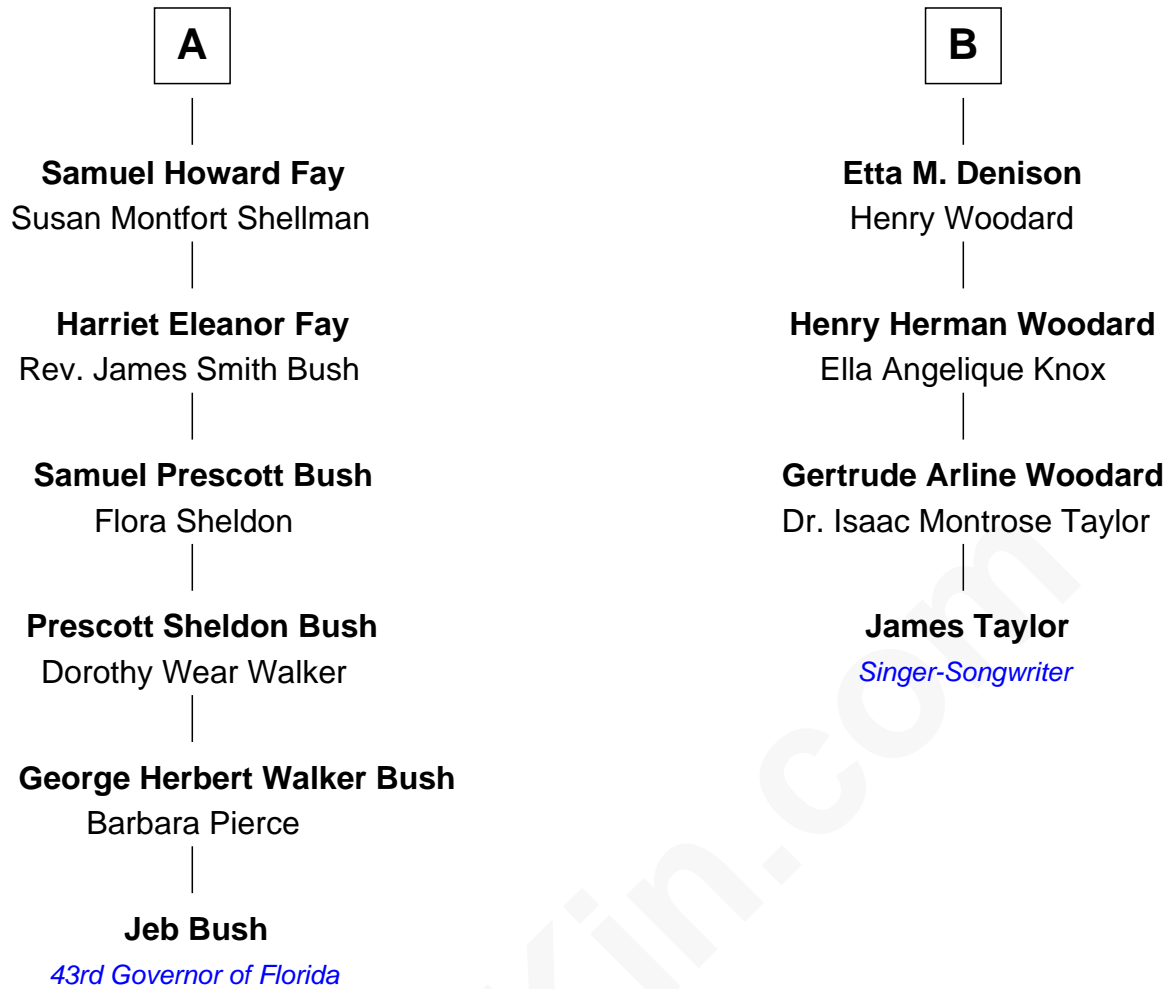 A
Samuel Howard Fay
Susan Montfort Shellman
Harriet Eleanor Fay
Rev. James Smith Bush
Samuel Prescott Bush
Flora Sheldon
Prescott Sheldon Bush
Dorothy Wear Walker
George Herbert Walker Bush
Barbara Pierce
Jeb Bush
43rd Governor of Florida
B
Etta M. Denison
Henry Woodard
Henry Herman Woodard
Ella Angelique Knox
Gertrude Arline Woodard
Dr. Isaac Montrose Taylor
James Taylor
Singer-Songwriter
Kin.com